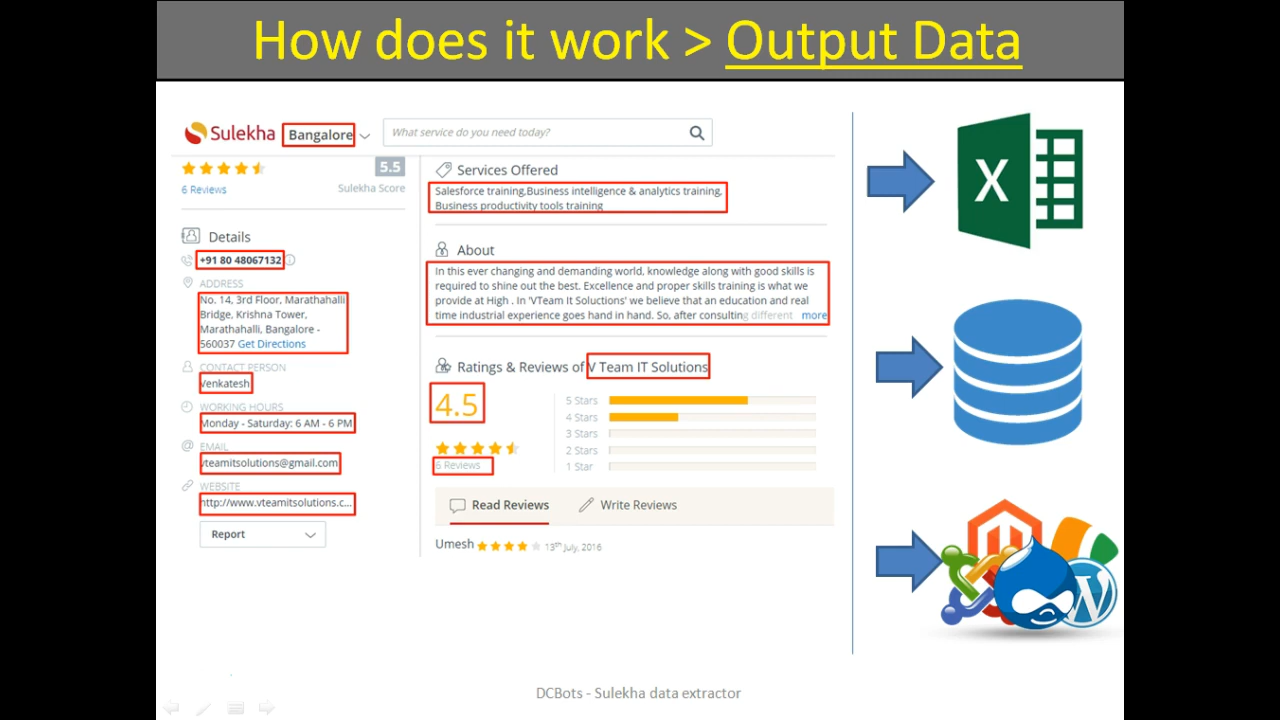 How does it work > Output Data
Sulekha Bangalore What service do you need today?
5.5
6 Reviews Sulekha Score
Details
+91 80 48067132
ADDRESS
No. 14, 3rd Floor, Marathahalli
Bridge, Krishna Tower,
Marathahalli, Bangalore -
560037 Get Directions
CONTACT PERSON
Venkatesh
WORKING HOURS
Monday - Saturday: 6 AM - 6 PM
EMAIL
vteamitsolutions@gmail.com
WEBSITE
http://www.vteamitsolutions.c...
Report
Services Offered
Salesforce training,Business intelligence & analytics training,
Business productivity tools training
About
In this ever changing and demanding world, knowledge along with good skills is
required to shine out the best. Excellence and proper skills training is what we
provide at High . In 'VTeam It Soluctions' we believe that an education and real
time industrial experience goes hand in hand. So, after consulting different more
Ratings & Reviews of V Team IT Solutions
4.5
6 Reviews
5 Stars
4 Stars
3 Stars
2 Stars
1 Star
Read Reviews Write Reviews
Umesh 13th July, 2016
X
W
DCBots - Sulekha data extractor